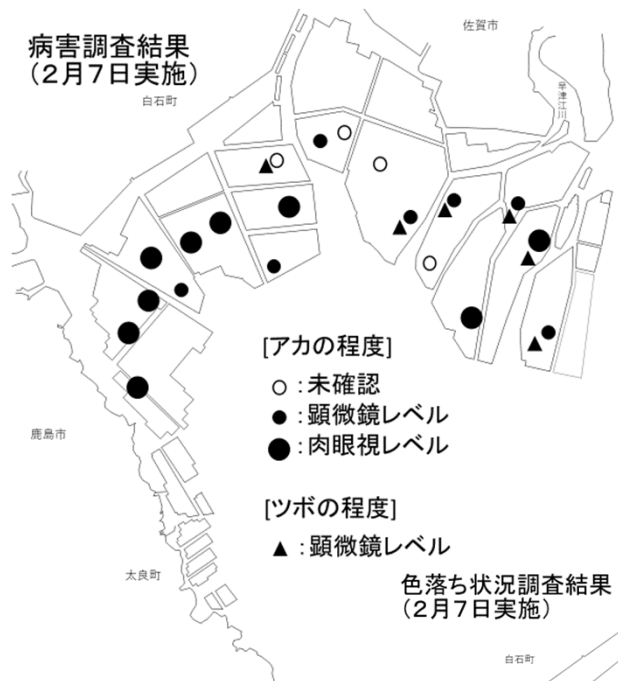 病害調査結果
（２月７日実施）
佐賀市
白石町
早津江川
[アカの程度]
○：未確認
●：顕微鏡レベル
●：肉眼視レベル
[ツボの程度]
▲：顕微鏡レベル
鹿島市
太良町
色落ち状況調査結果
（２月７日実施）
白石町